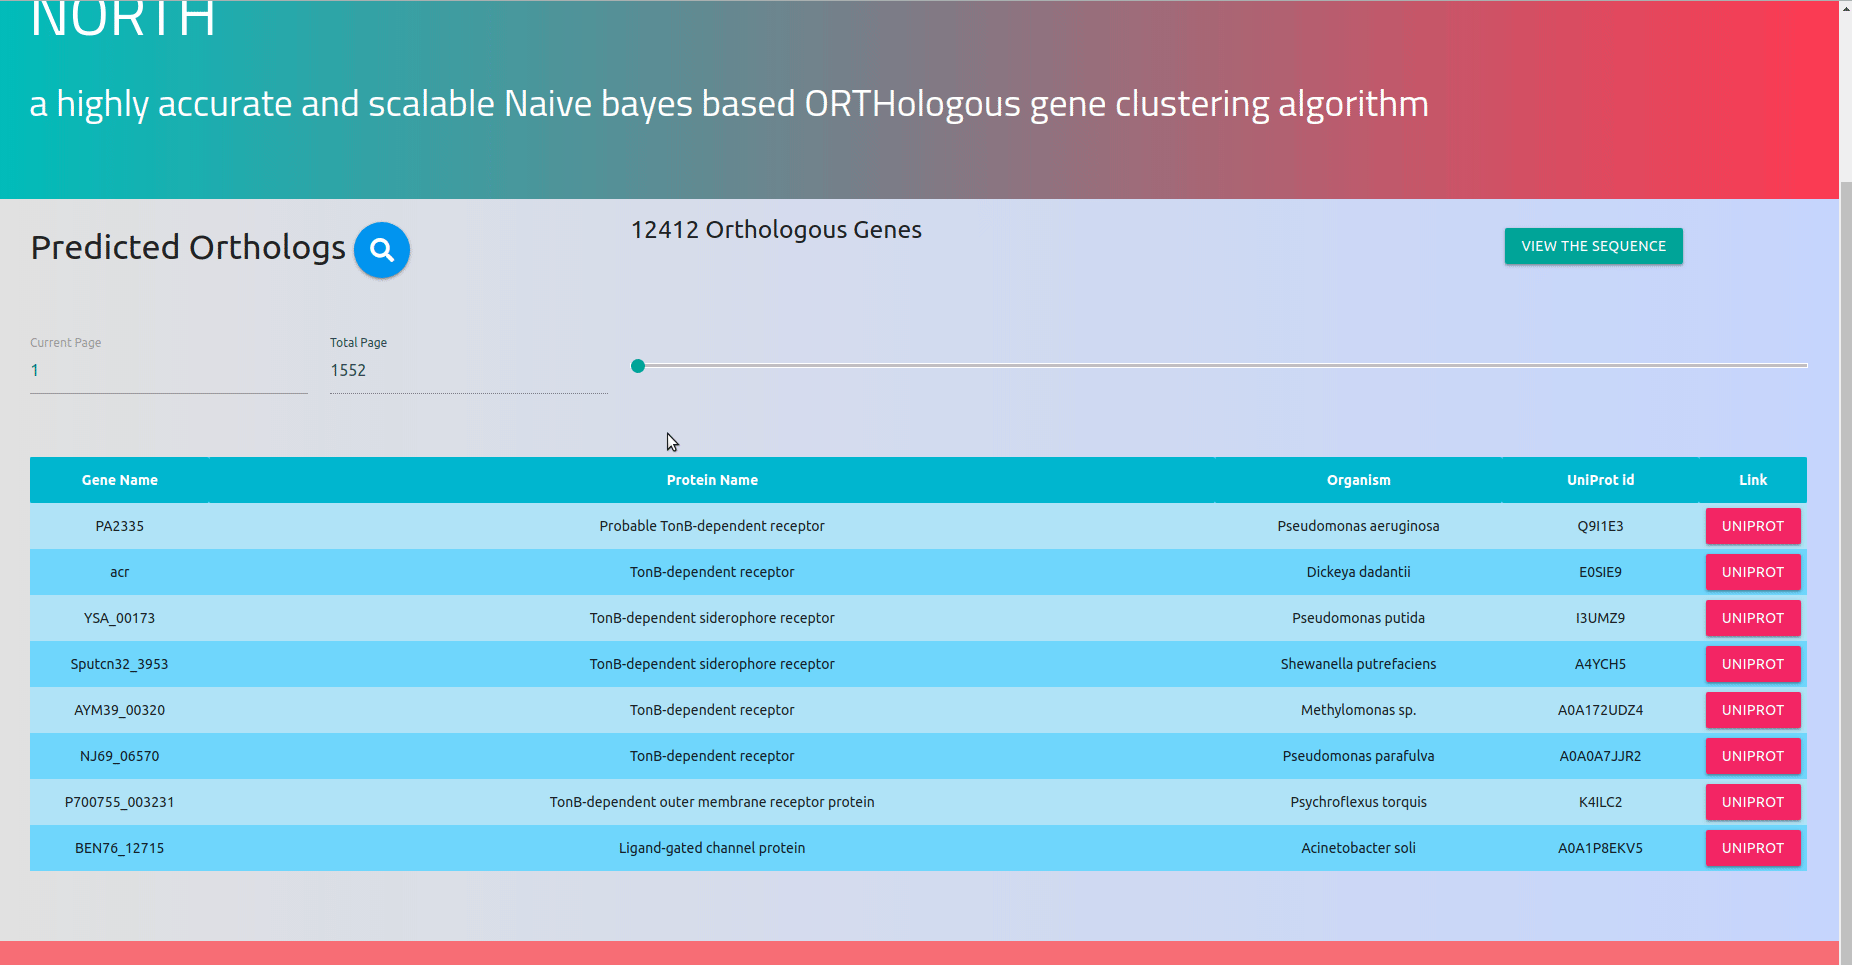 NORTH
a highly accurate and scalable Naive bayes based ORTHologous gene clustering algorithm
Predicted Orthologs
12412 Orthologous Genes
VIEW THE SEQUENCE
Current Page
Total Page
1
1552
Gene Name Protein Name Organism UniProt id Link
PA2335 Probable TonB-dependent receptor Pseudomonas aeruginosa Q9I1E3 UNIPROT
acr TonB-dependent receptor Dickeya dadantii E0SIE9 UNIPROT
YSA_00173 TonB-dependent siderophore receptor Pseudomonas putida I3UMZ9 UNIPROT
Sputcn32_3953 TonB-dependent siderophore receptor Shewanella putrefaciens A4YCH5 UNIPROT
AYM39_00320 TonB-dependent receptor Methylomonas sp. A0A172UDZ4 UNIPROT
NJ69_06570 TonB-dependent receptor Pseudomonas parafulva A0A0A7JJR2 UNIPROT
P700755_003231 TonB-dependent outer membrane receptor protein Psychroflexus torquis K4ILC2 UNIPROT
BEN76_12715 Ligand-gated channel protein Acinetobacter soli A0A1P8EKV5 UNIPROT